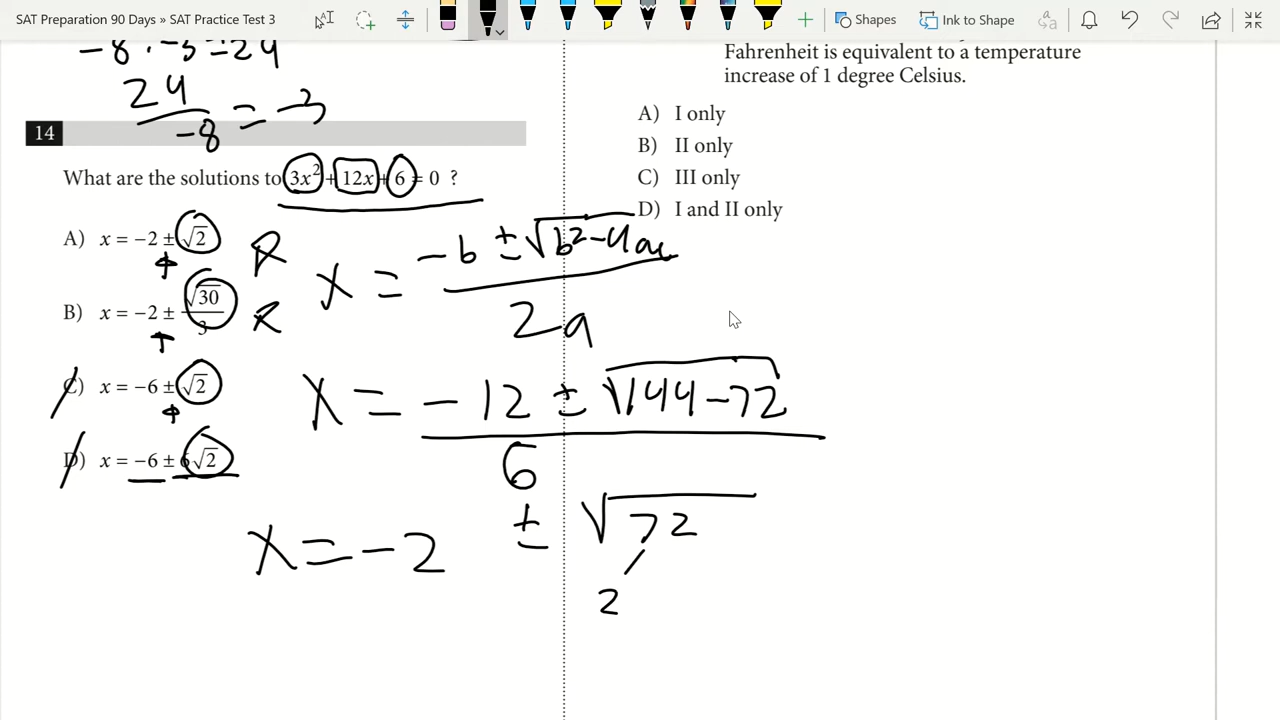 SAT Preparation 90 Days » SAT Practice Test 3
Shapes
Ink to Shape
-8 · -3 = 24
24
-8 = -3
14
What are the solutions to 3x² + 12x + 6 = 0 ?
A) x = −2 ± √2
B) x = −2 ± √30
3
C) x = −6 ± √2
D) x = −6 ± 6√2
x = -b ± √b²-4ac
2a
x = -12 ± √144-72
6
x = -2 ± √72
2
Fahrenheit is equivalent to a temperature
increase of 1 degree Celsius.
A) I only
B) II only
C) III only
D) I and II only